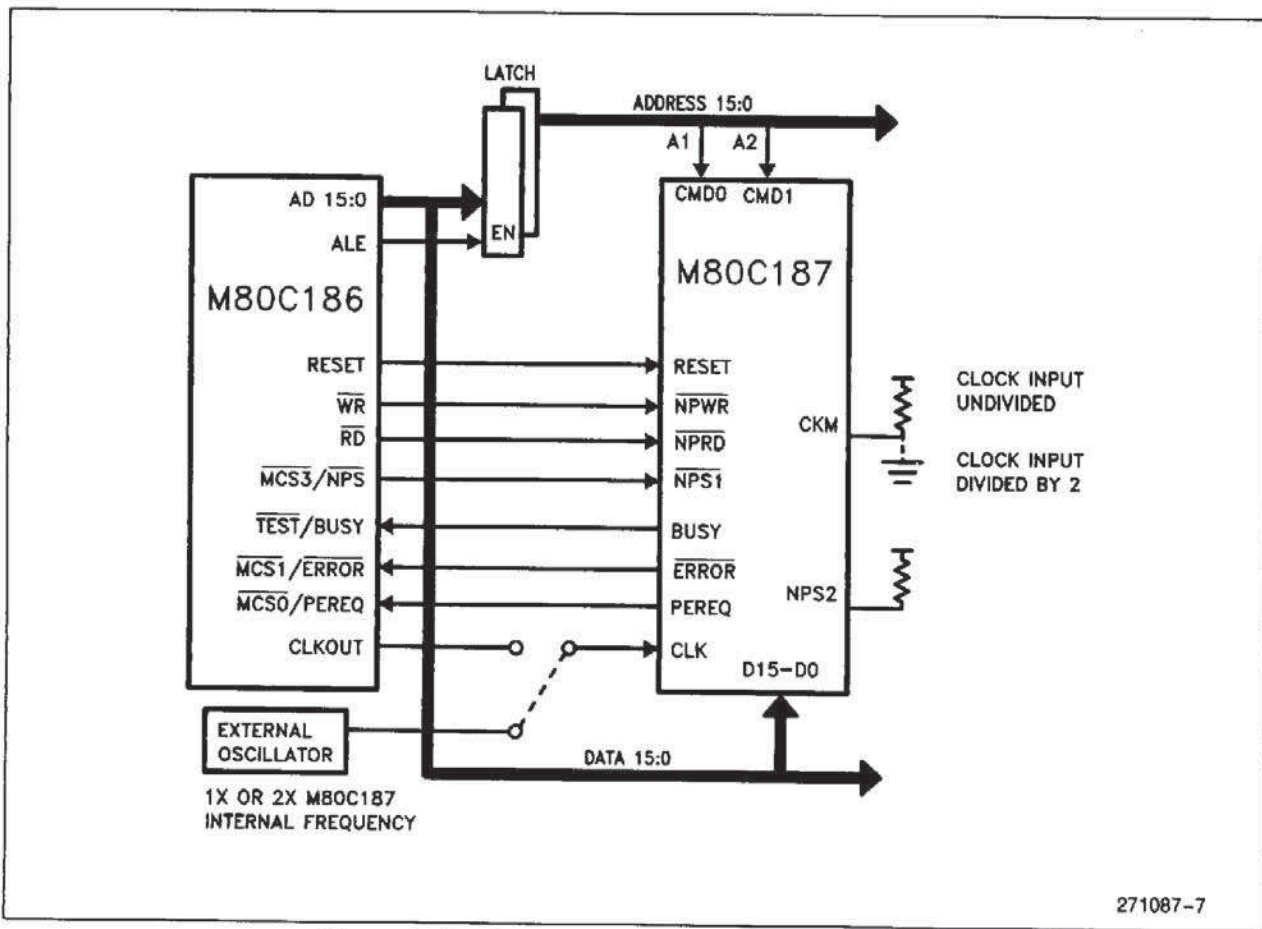 LATCH
ADDRESS 15:0
A1 A2
AD 15:0
ALE
EN
CMD0 CMD1
M80C186
M80C187
RESET
WR
RD
MCS3/NPS
TEST/BUSY
MCS1/ERROR
MCS0/PEREQ
CLKOUT
RESET
NPWR
NPRD
NPS1
BUSY
ERROR
PEREQ
CLK
D15-D0
CKM
NPS2
CLOCK INPUT
UNDIVIDED
CLOCK INPUT
DIVIDED BY 2
EXTERNAL
OSCILLATOR
DATA 15:0
1X OR 2X M80C187
INTERNAL FREQUENCY
271087-7